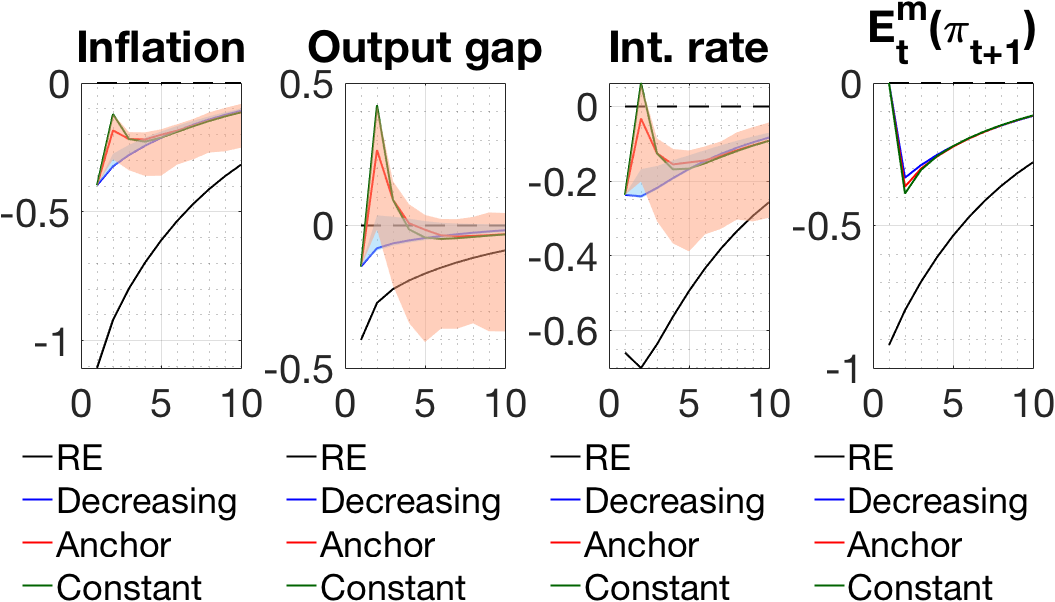 Inflation
Output gap
Int. rate
E_t^m(π_{t+1})
0
-0.5
-1
0 5 10
0.5
0
-0.5
0 5 10
0
-0.2
-0.4
-0.6
0 5 10
0
-0.5
-1
0 5 10
RE
Decreasing
Anchor
Constant
RE
Decreasing
Anchor
Constant
RE
Decreasing
Anchor
Constant
RE
Decreasing
Anchor
Constant